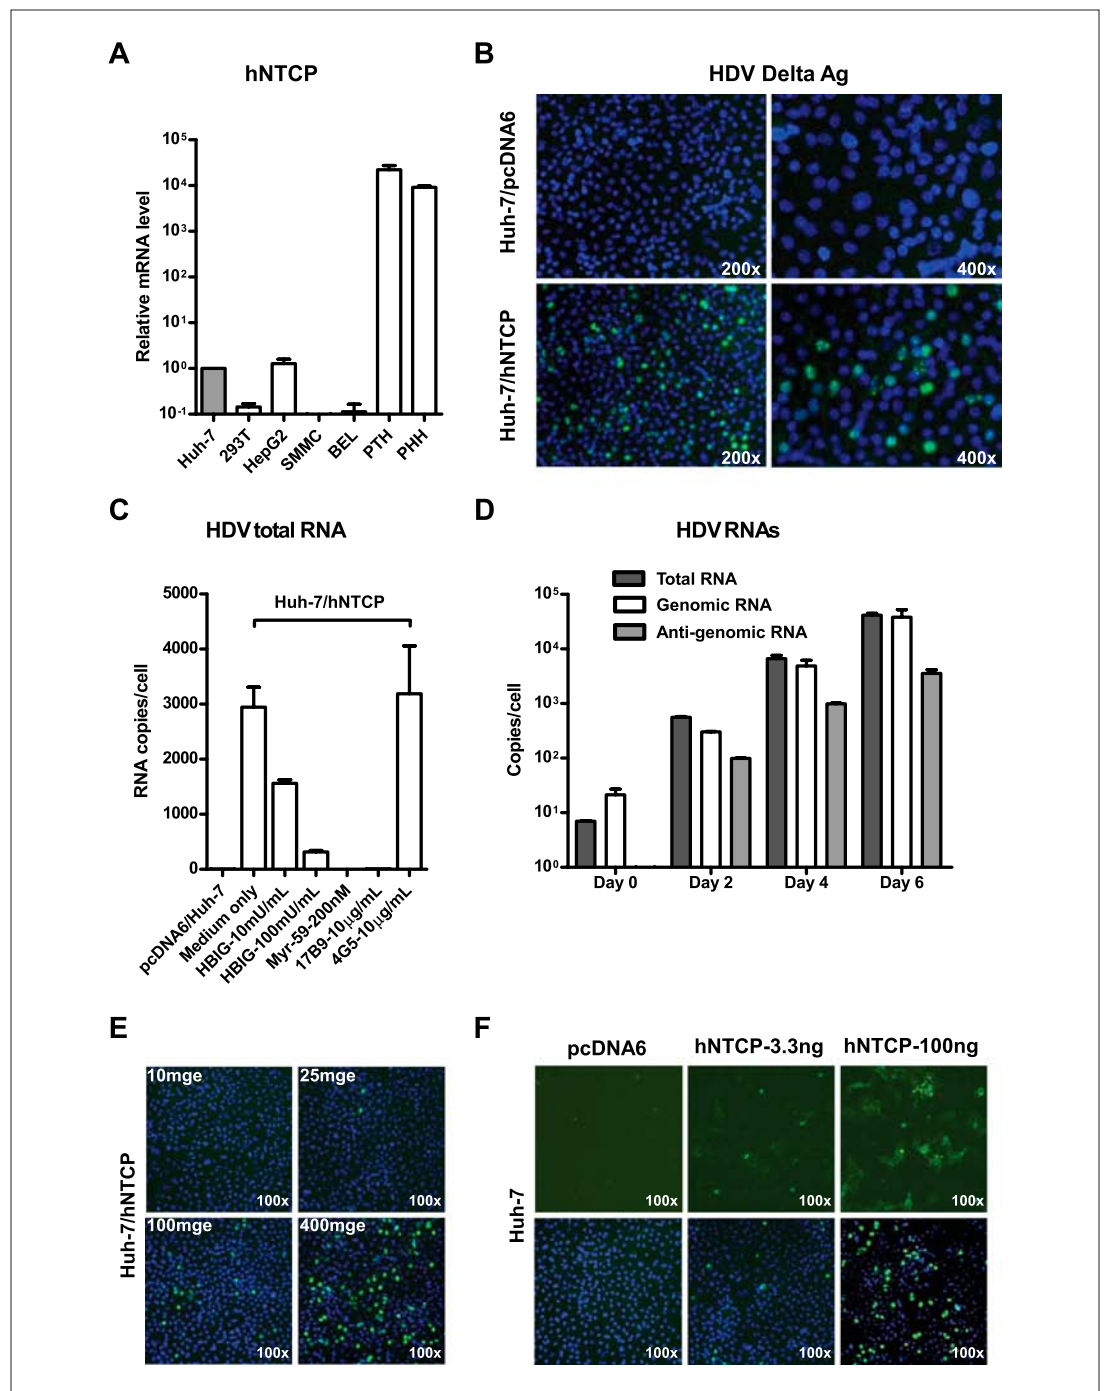 A
hNTCP
Relative mRNA level
10⁵
10⁴
10³
10²
10¹
10⁰
10⁻¹
Huh-7
293T
HepG2
SMMC
BEL
PTH
PHH
B
HDV Delta Ag
Huh-7/pcDNA6
200x
400x
Huh-7/hNTCP
200x
400x
C
HDV total RNA
Huh-7/hNTCP
RNA copies/cell
5000
4000
3000
2000
1000
0
pcDNA6/Huh-7
Medium only
HBIG-10mU/mL
HBIG-100mU/mL
Myr-59-200nM
17B9-10µg/mL
4G5-10µg/mL
D
HDV RNAs
Total RNA
Genomic RNA
Anti-genomic RNA
Copies/cell
10⁵
10⁴
10³
10²
10¹
10⁰
Day 0
Day 2
Day 4
Day 6
E
Huh-7/hNTCP
10mge
100x
25mge
100x
100mge
100x
400mge
100x
F
pcDNA6
hNTCP-3.3ng
hNTCP-100ng
Huh-7
100x
100x
100x
100x
100x
100x